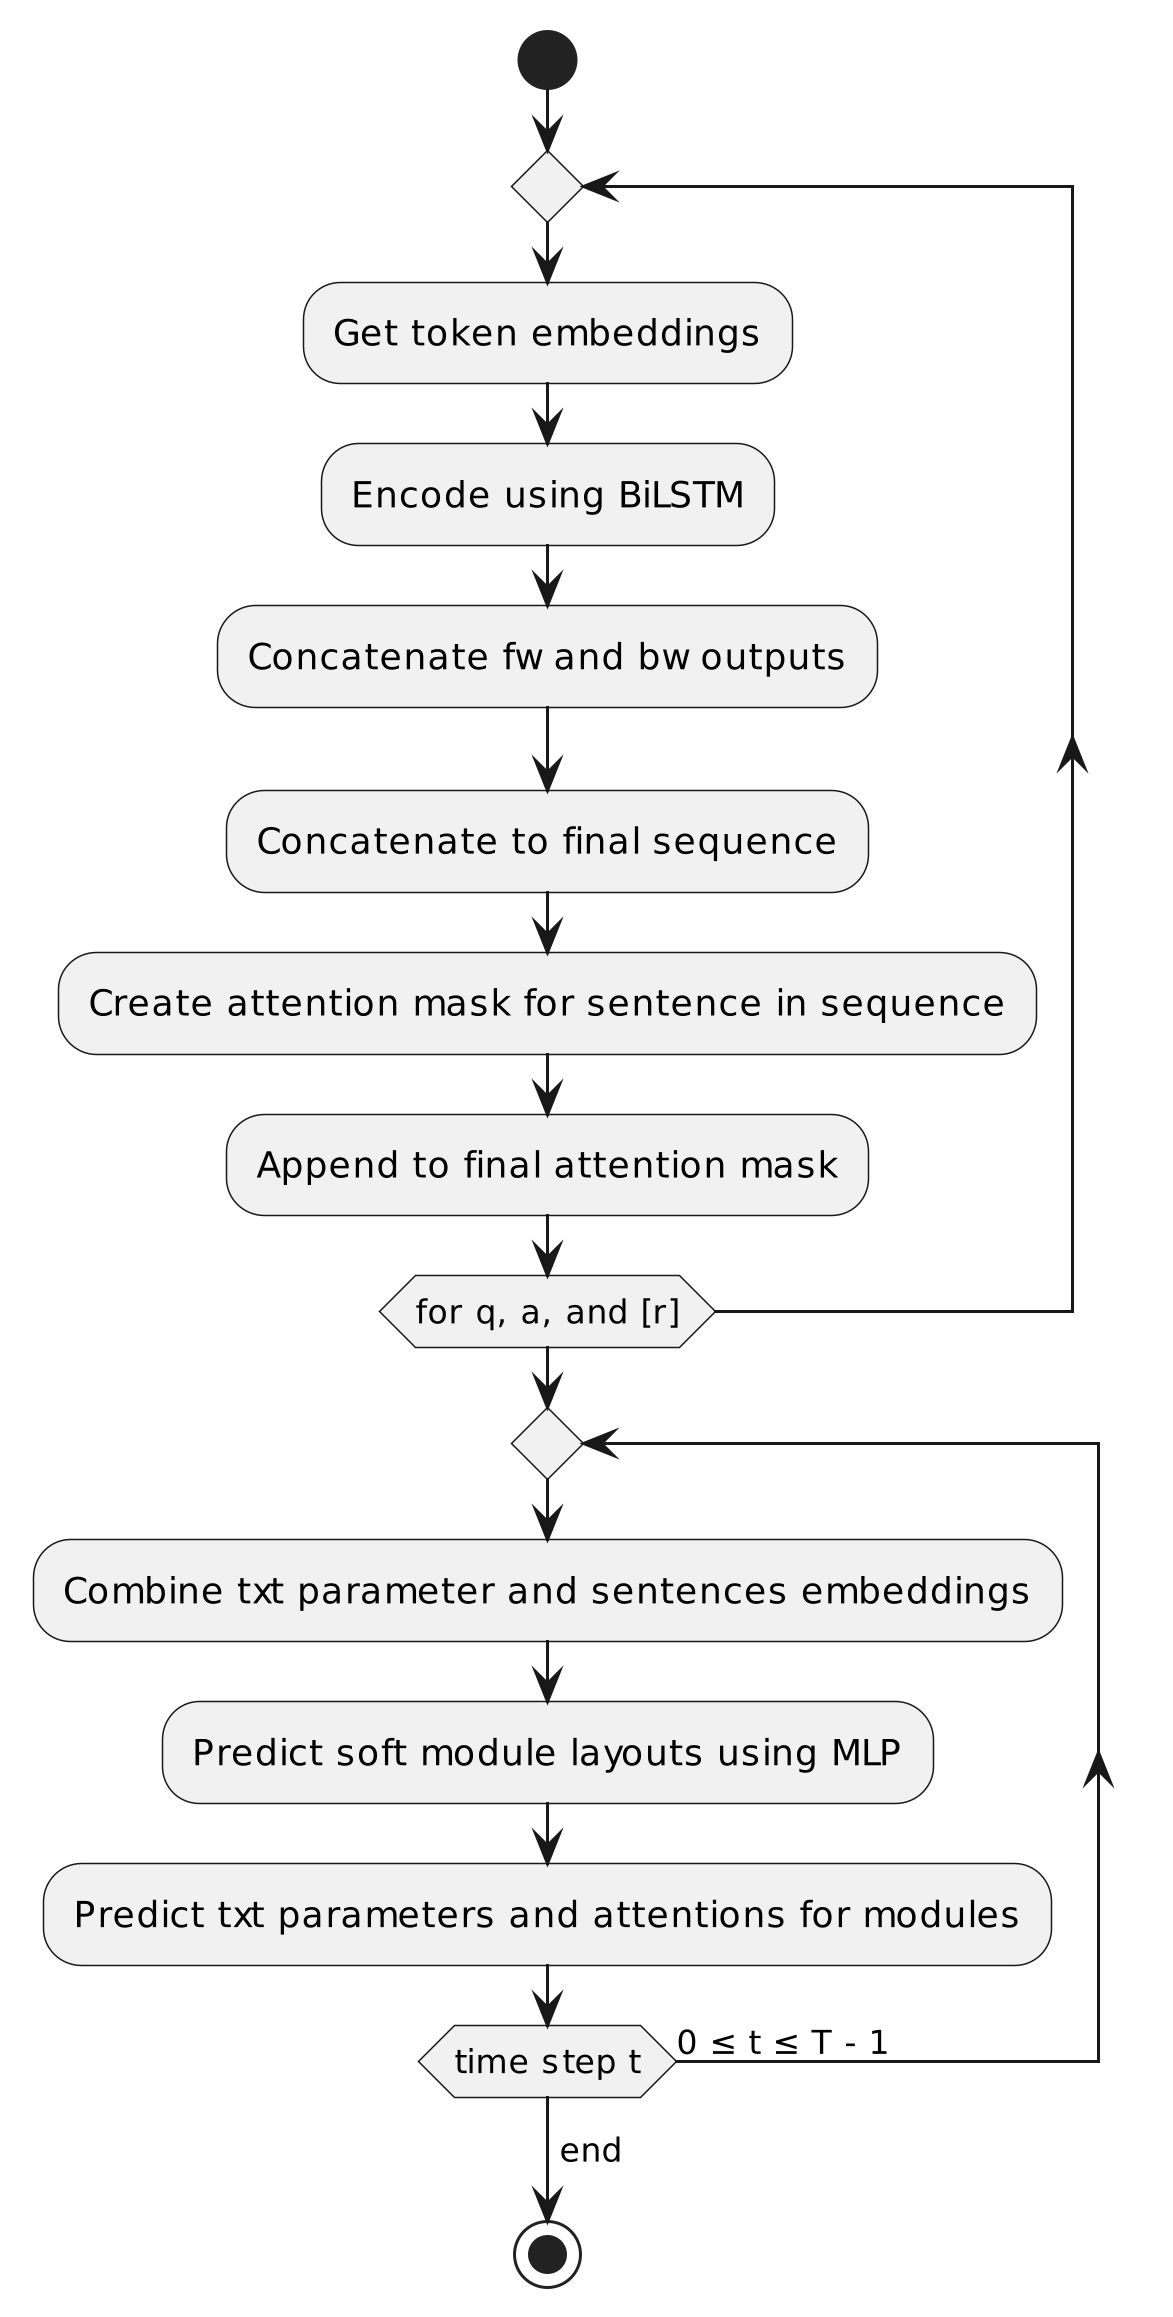 Get token embeddings
Encode using BiLSTM
Concatenate fw and bw outputs
Concatenate to final sequence
Create attention mask for sentence in sequence
Append to final attention mask
for q, a, and [r]
Combine txt parameter and sentences embeddings
Predict soft module layouts using MLP
Predict txt parameters and attentions for modules
time step t
0 ≤ t ≤ T - 1
end